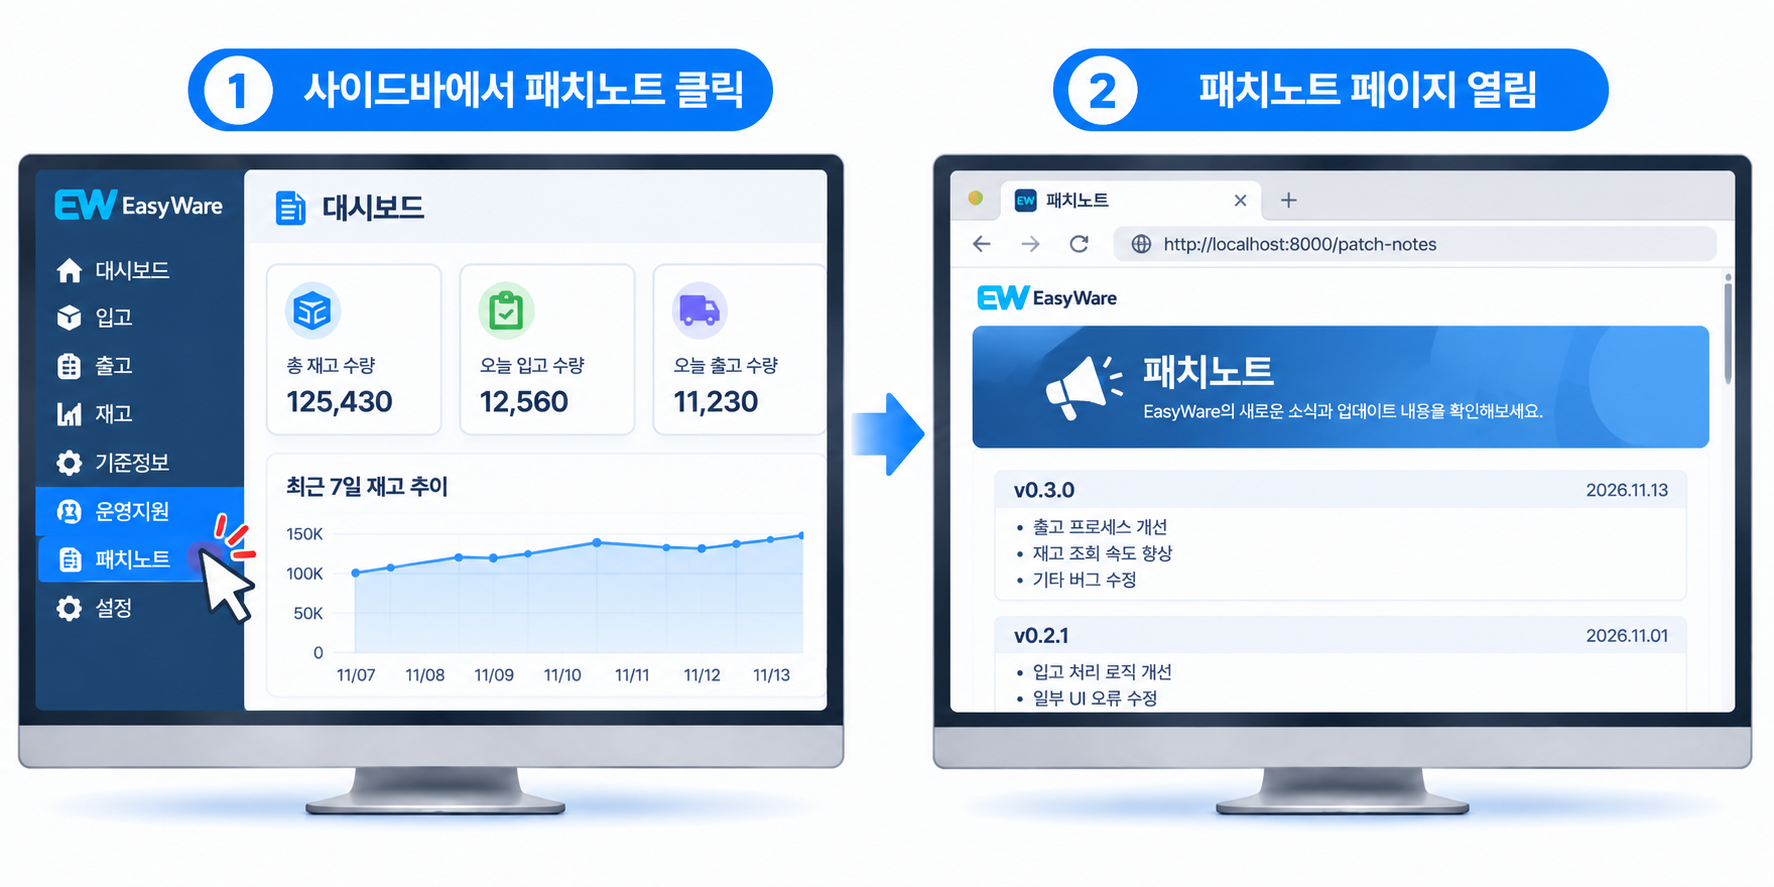 1 사이드바에서 패치노트 클릭
EW EasyWare
대시보드
입고
출고
재고
기준정보
운영지원
패치노트
설정
대시보드
총 재고 수량
125,430
오늘 입고 수량
12,560
오늘 출고 수량
11,230
최근 7일 재고 추이
150K
100K
50K
0
11/07 11/08 11/09 11/10 11/11 11/12 11/13
2 패치노트 페이지 열림
EW 패치노트
http://localhost:8000/patch-notes
EW EasyWare
패치노트
EasyWare의 새로운 소식과 업데이트 내용을 확인해보세요.
v0.3.0 2026.11.13
• 출고 프로세스 개선
• 재고 조회 속도 향상
• 기타 버그 수정
v0.2.1 2026.11.01
• 입고 처리 로직 개선
• 일부 UI 오류 수정